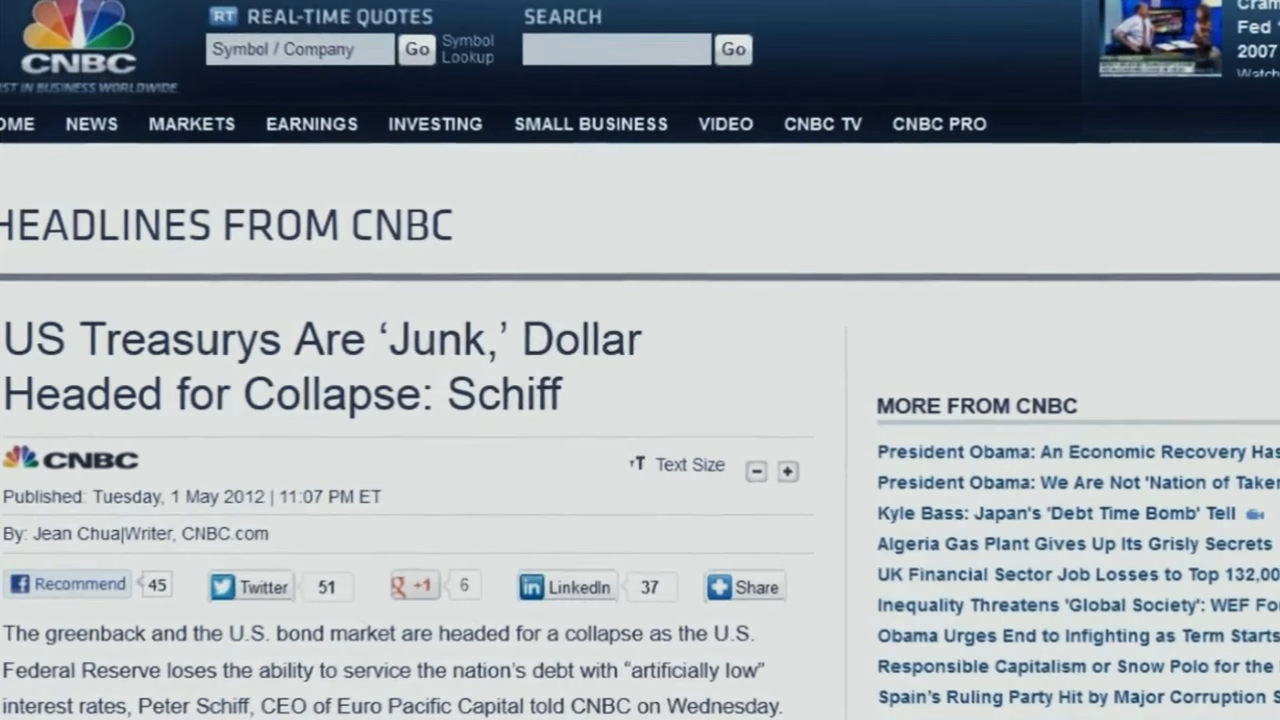 CNBC
ST IN BUSINESS WORLDWIDE
RT REAL-TIME QUOTES
Symbol / Company
Go
Symbol
Lookup
SEARCH
Go
Fed
2007
OME NEWS MARKETS EARNINGS INVESTING SMALL BUSINESS VIDEO CNBC TV CNBC PRO
HEADLINES FROM CNBC
US Treasurys Are ‘Junk,’ Dollar
Headed for Collapse: Schiff
CNBC
TT Text Size - +
Published: Tuesday, 1 May 2012 | 11:07 PM ET
By: Jean Chua|Writer, CNBC.com
Recommend 45 Twitter 51 +1 6 LinkedIn 37 Share
The greenback and the U.S. bond market are headed for a collapse as the U.S.
Federal Reserve loses the ability to service the nation's debt with “artificially low”
interest rates, Peter Schiff, CEO of Euro Pacific Capital told CNBC on Wednesday.
MORE FROM CNBC
President Obama: An Economic Recovery Has
President Obama: We Are Not 'Nation of Taker
Kyle Bass: Japan's 'Debt Time Bomb' Tell
Algeria Gas Plant Gives Up Its Grisly Secrets
UK Financial Sector Job Losses to Top 132,00
Inequality Threatens 'Global Society': WEF Fo
Obama Urges End to Infighting as Term Starts
Responsible Capitalism or Snow Polo for the
Spain's Ruling Party Hit by Major Corruption S